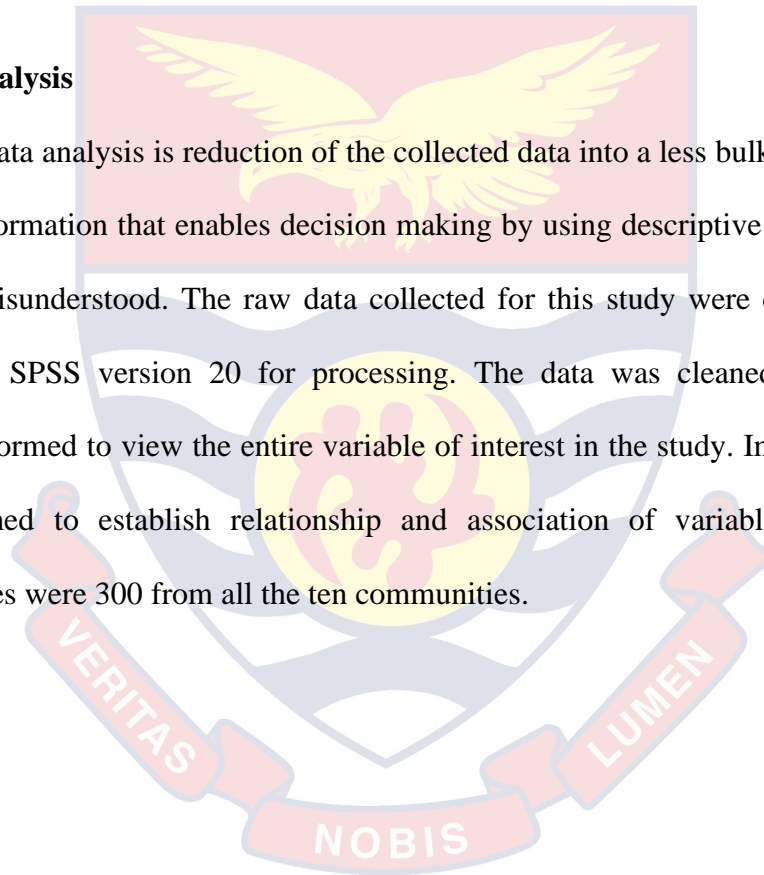 alysis
ata analysis is reduction of the collected data into a less bulk
ormation that enables decision making by using descriptive
isunderstood. The raw data collected for this study were
SPSS version 20 for processing. The data was cleaned
ormed to view the entire variable of interest in the study. In
ned to establish relationship and association of variabl
es were 300 from all the ten communities.
VERITAS
NOBIS
LUMEN